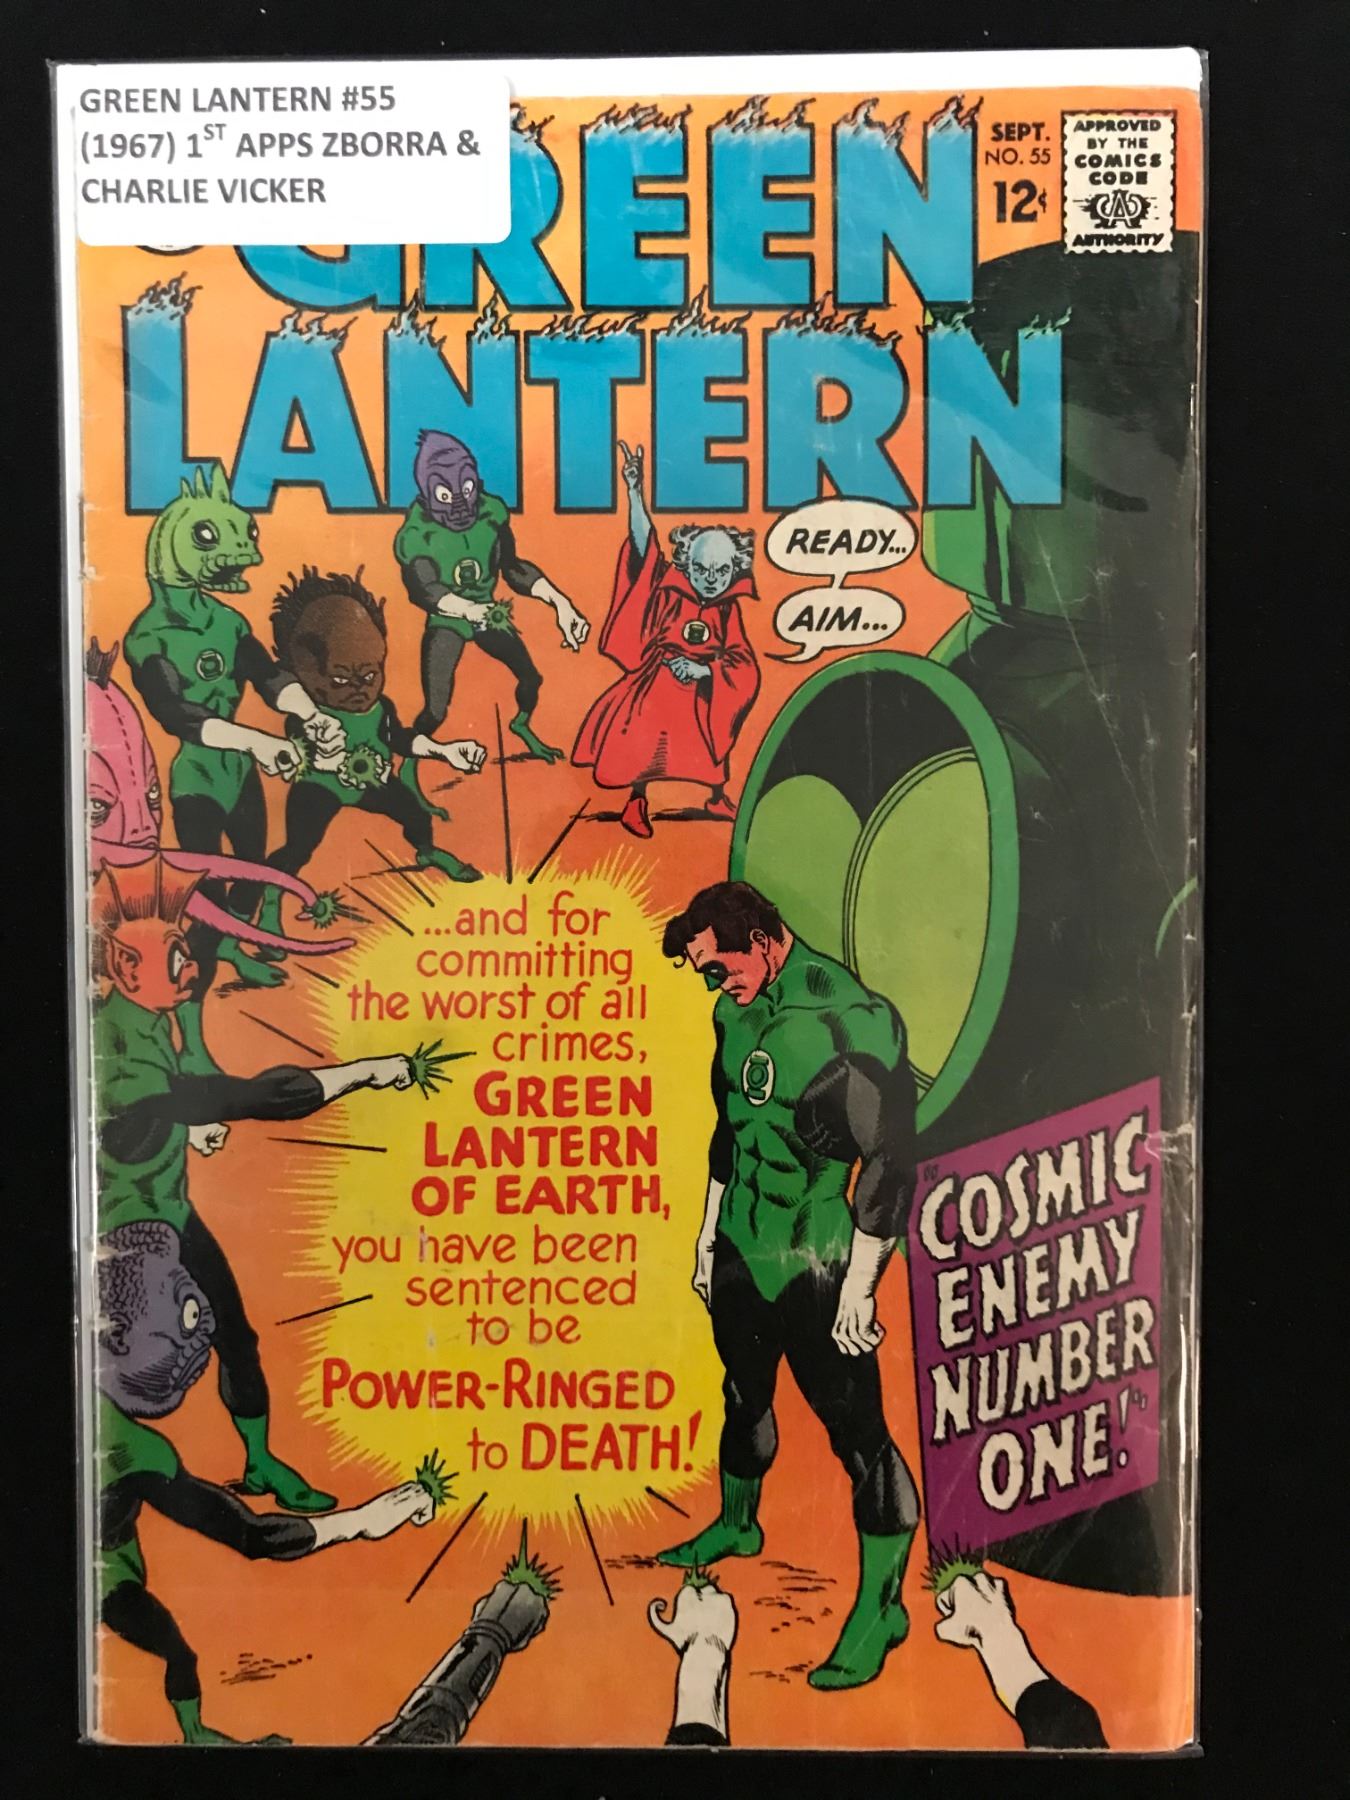 GREEN LANTERN #55
(1967) 1ST APPS ZBORRA &
CHARLIE VICKER
GREEN
LANTERN
SEPT.
NO. 55
12¢
APPROVED
BY THE
COMICS
CODE
CA
AUTHORITY
READY...
AIM...
...and for
committing
the worst of all
crimes,
GREEN
LANTERN
OF EARTH,
you have been
sentenced
to be
POWER-RINGED
to DEATH!
"COSMIC
ENEMY
NUMBER
ONE!"